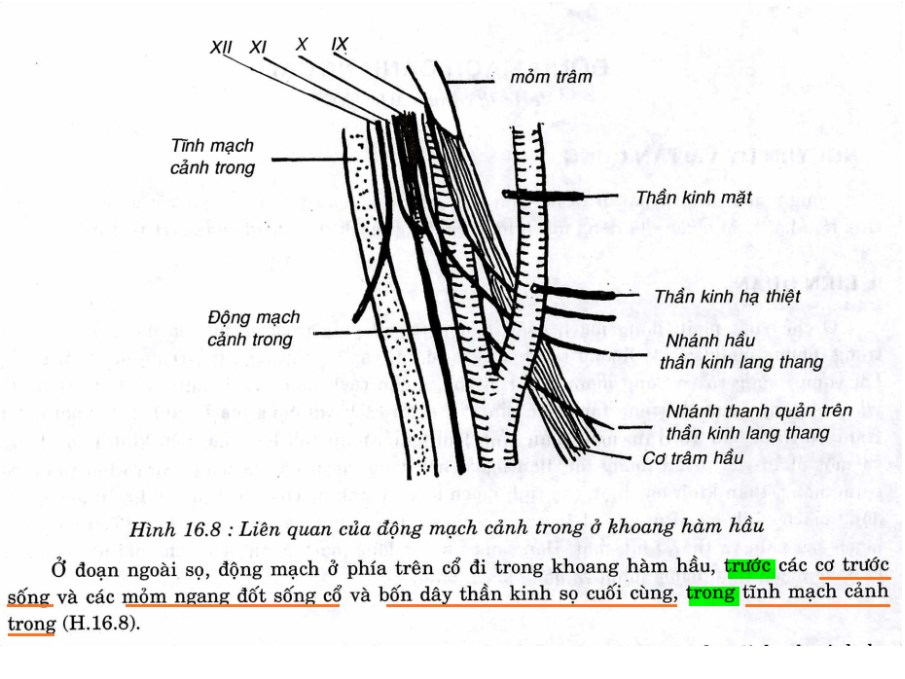 XII XI X IX
mỏm trâm
Tĩnh mạch
cảnh trong
Thần kinh mặt
Thần kinh hạ thiệt
Động mạch
cảnh trong
Nhánh hầu
thần kinh lang thang
Nhánh thanh quản trên
thần kinh lang thang
Cơ trâm hầu
Hình 16.8 : Liên quan của động mạch cảnh trong ở khoang hàm hầu
Ở đoạn ngoài sọ, động mạch ở phía trên cổ đi trong khoang hàm hầu, trước các cơ trước
sống và các mỏm ngang đốt sống cổ và bốn dây thần kinh sọ cuối cùng, trong tĩnh mạch cảnh
trong (H.16.8).